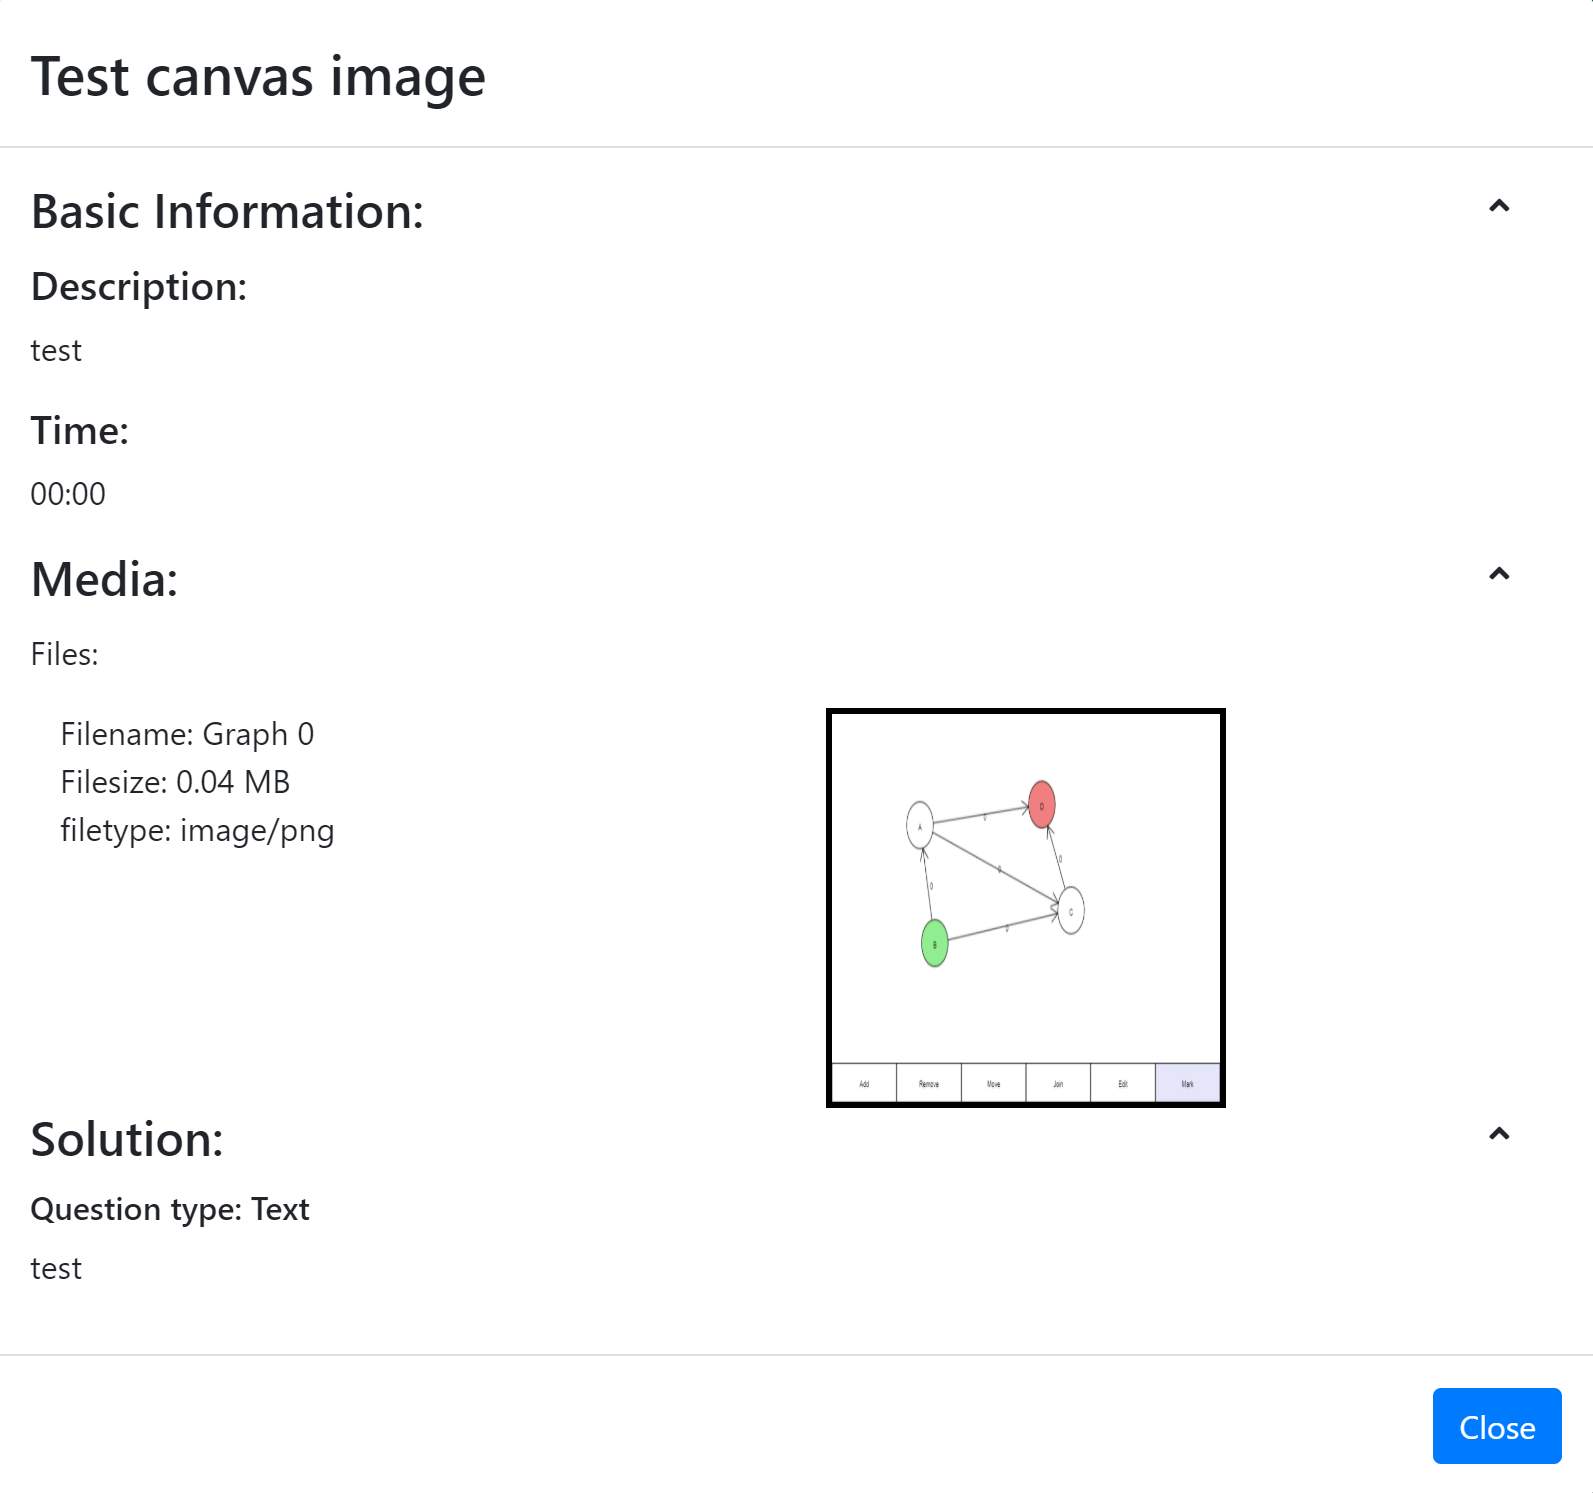 Test canvas image
Basic Information:
Description:
test
Time:
00:00
Media:
Files:
Filename: Graph 0
Filesize: 0.04 MB
filetype: image/png
D
A
0
0
0
C
0
B
0
Add Remove Move Join Edit Mark
Solution:
Question type: Text
test
Close